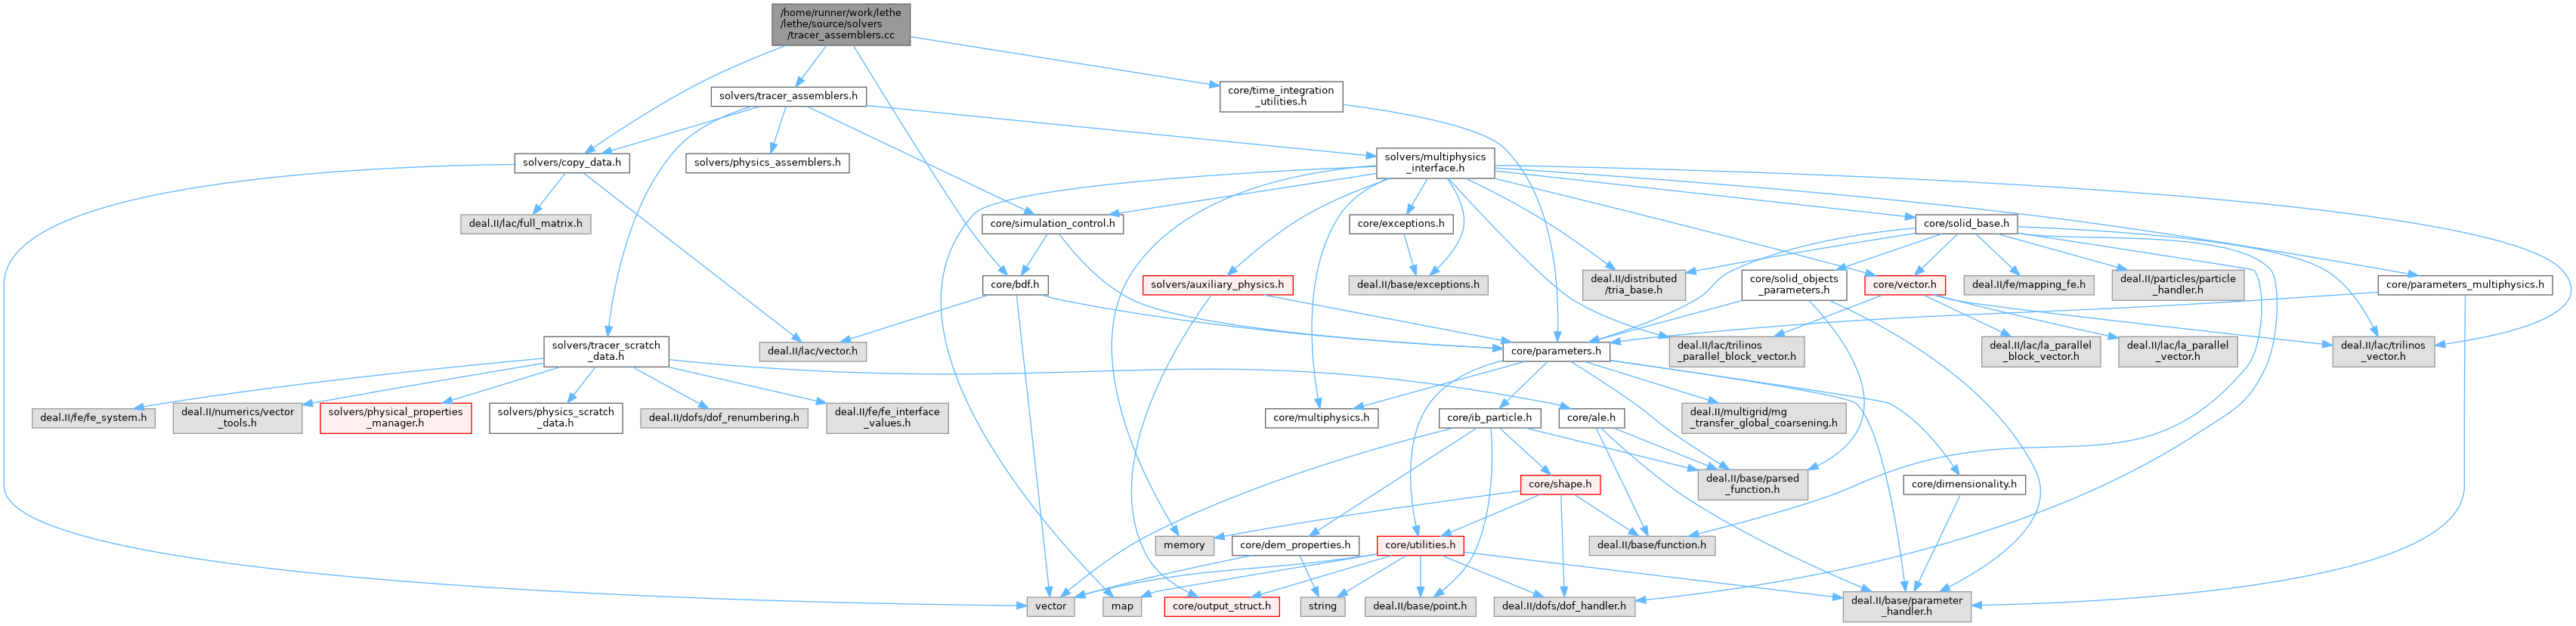 /home/runner/work/lethe
/lethe/source/solvers
/tracer_assemblers.cc
solvers/tracer_assemblers.h
core/time_integration
_utilities.h
solvers/copy_data.h
solvers/physics_assemblers.h
solvers/multiphysics
_interface.h
deal.II/lac/full_matrix.h
core/simulation_control.h
core/exceptions.h
core/solid_base.h
core/bdf.h
solvers/auxiliary_physics.h
deal.II/base/exceptions.h
deal.II/distributed
/tria_base.h
core/solid_objects
_parameters.h
core/vector.h
deal.II/fe/mapping_fe.h
deal.II/particles/particle
_handler.h
core/parameters_multiphysics.h
solvers/tracer_scratch
_data.h
deal.II/lac/vector.h
core/parameters.h
deal.II/lac/trilinos
_parallel_block_vector.h
deal.II/lac/la_parallel
_block_vector.h
deal.II/lac/la_parallel
_vector.h
deal.II/lac/trilinos
_vector.h
deal.II/fe/fe_system.h
deal.II/numerics/vector
_tools.h
solvers/physical_properties
_manager.h
solvers/physics_scratch
_data.h
deal.II/dofs/dof_renumbering.h
deal.II/fe/fe_interface
_values.h
core/multiphysics.h
core/ib_particle.h
core/ale.h
deal.II/multigrid/mg
_transfer_global_coarsening.h
core/shape.h
deal.II/base/parsed
_function.h
core/dimensionality.h
memory
core/dem_properties.h
core/utilities.h
deal.II/base/function.h
vector
map
core/output_struct.h
string
deal.II/base/point.h
deal.II/dofs/dof_handler.h
deal.II/base/parameter
_handler.h